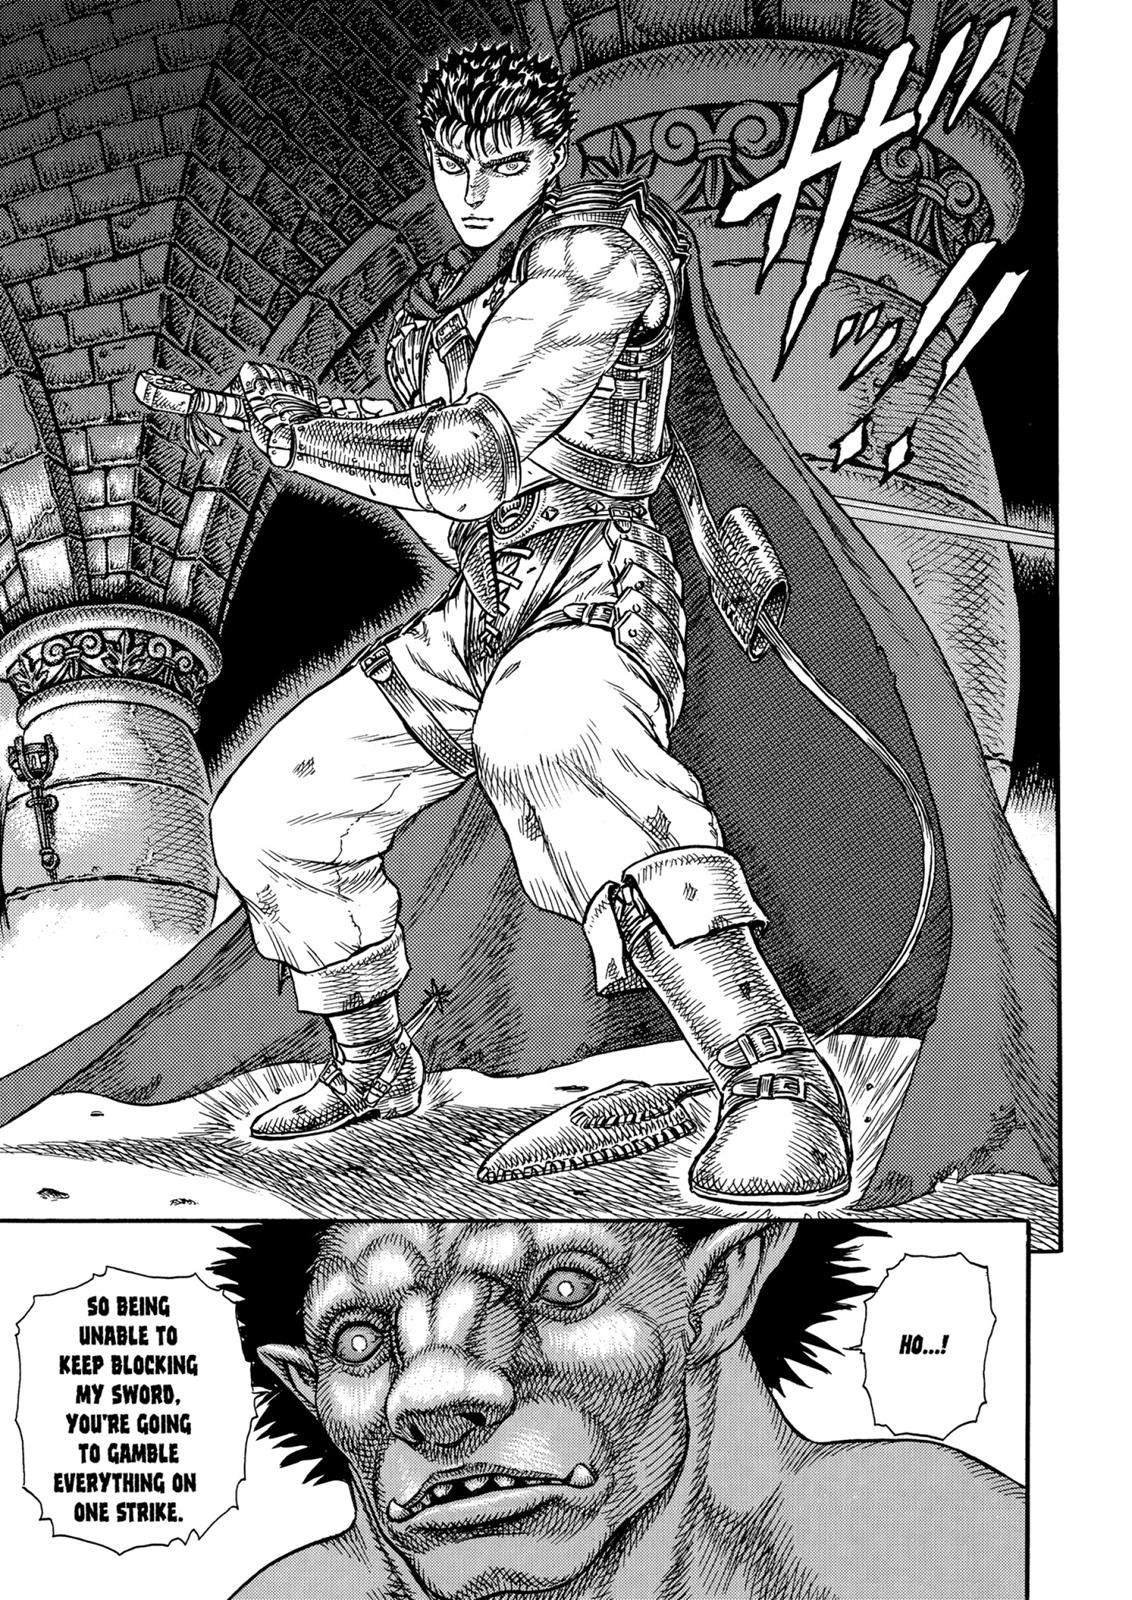 ザッ
HO...!
SO BEING
UNABLE TO
KEEP BLOCKING
MY SWORD,
YOU'RE GOING
TO GAMBLE
EVERYTHING ON
ONE STRIKE.